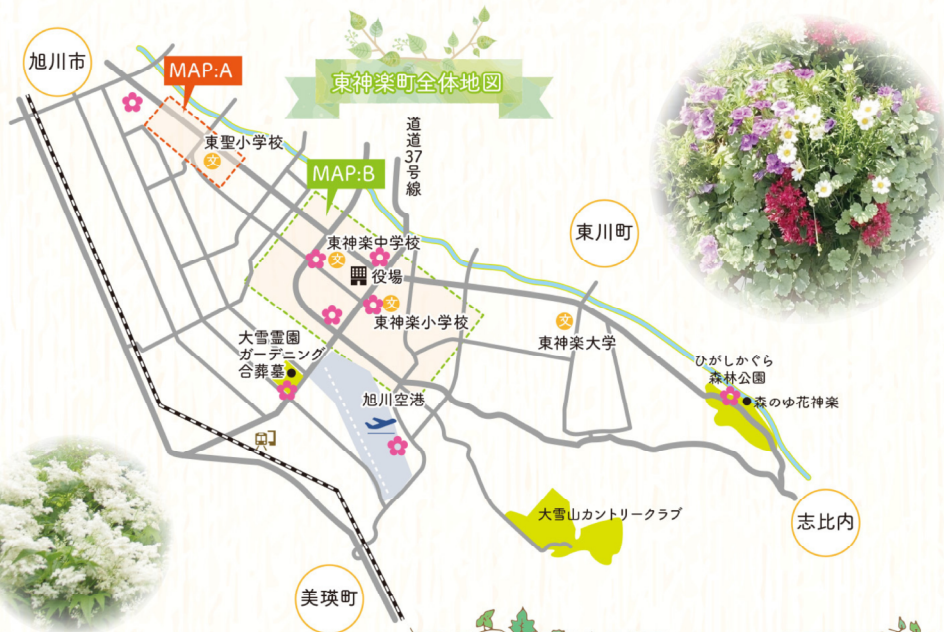 東神楽町全体地図
旭川市
MAP:A
東聖小学校
文
道道37号線
MAP:B
東川町
東神楽中学校
文
役場
文
東神楽小学校
文
東神楽大学
大雪霊園
ガーデニング
合葬墓
旭川空港
ひがしかぐら
森林公園
森のゆ花神楽
大雪山カントリークラブ
志比内
美瑛町